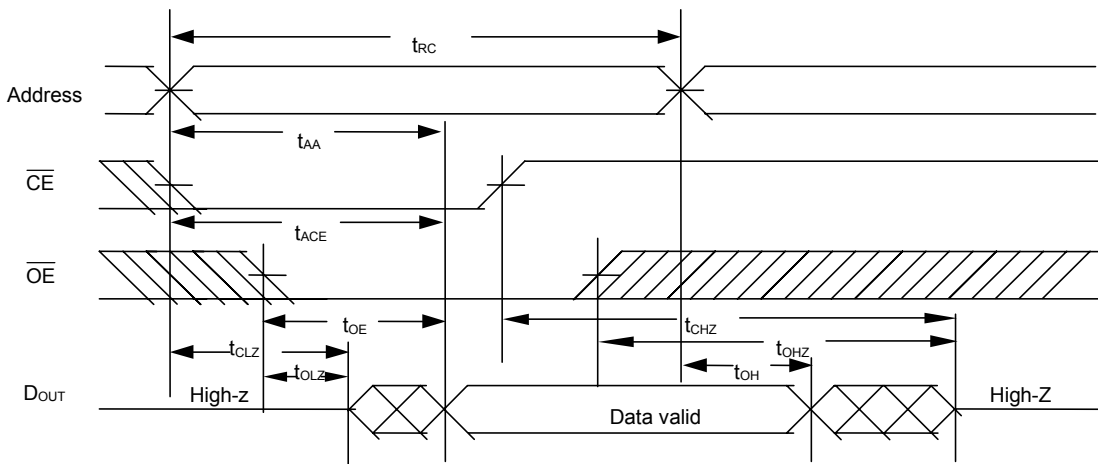 tRC
Address
tAA
CE
tACE
OE
tOE
tCHZ
tCLZ
tOHZ
tOLZ
tOH
DOUT
High-z
Data valid
High-Z